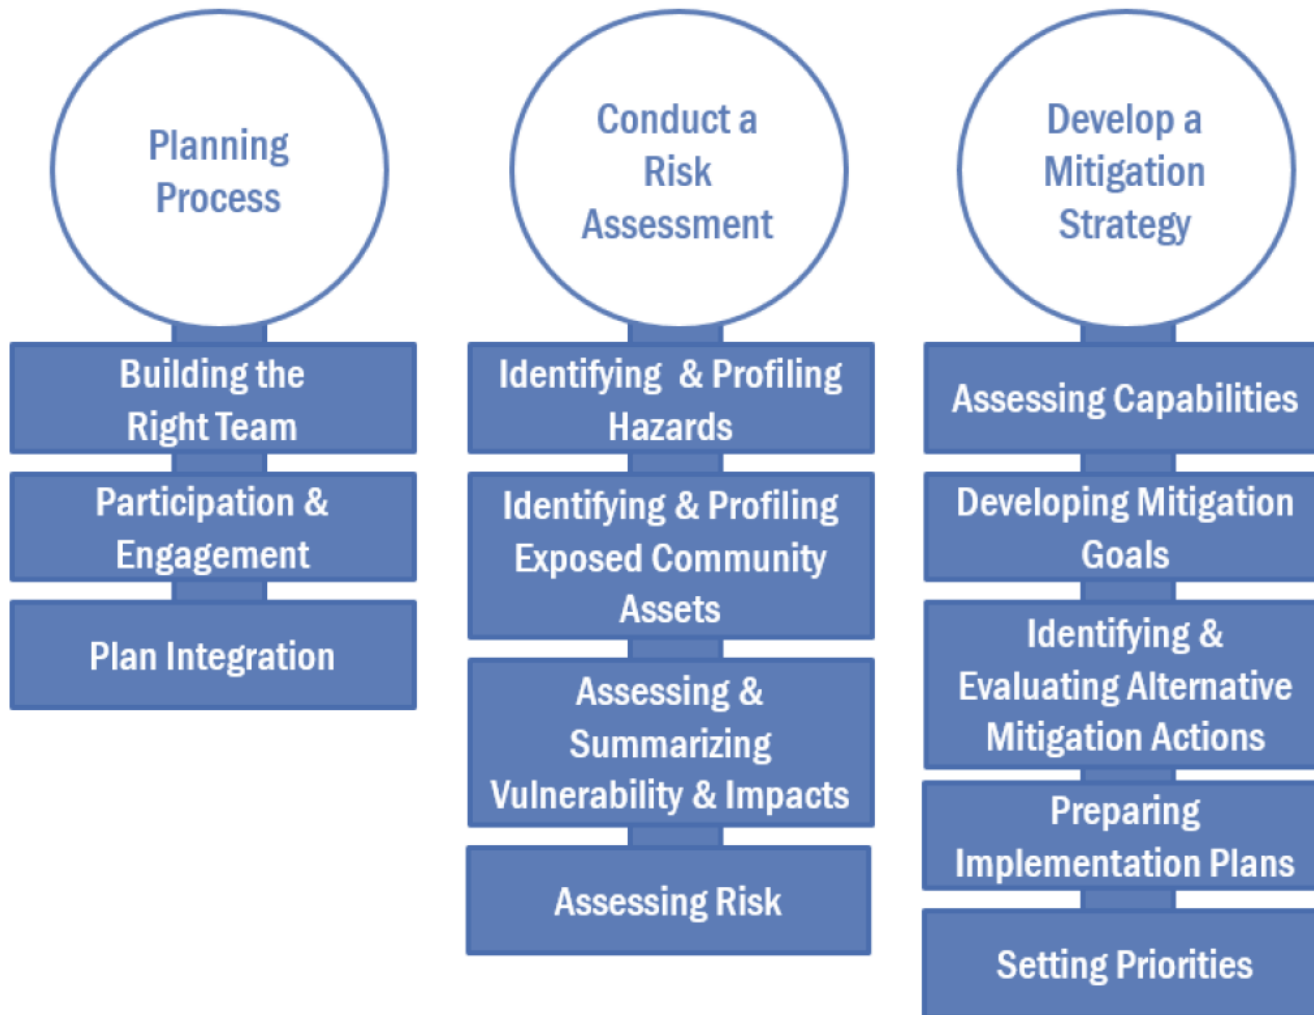 Planning
Process
Building the
Right Team
Participation &
Engagement
Plan Integration
Conduct a
Risk
Assessment
Identifying & Profiling
Hazards
Identifying & Profiling
Exposed Community
Assets
Assessing &
Summarizing
Vulnerability & Impacts
Assessing Risk
Develop a
Mitigation
Strategy
Assessing Capabilities
Developing Mitigation
Goals
Identifying &
Evaluating Alternative
Mitigation Actions
Preparing
Implementation Plans
Setting Priorities